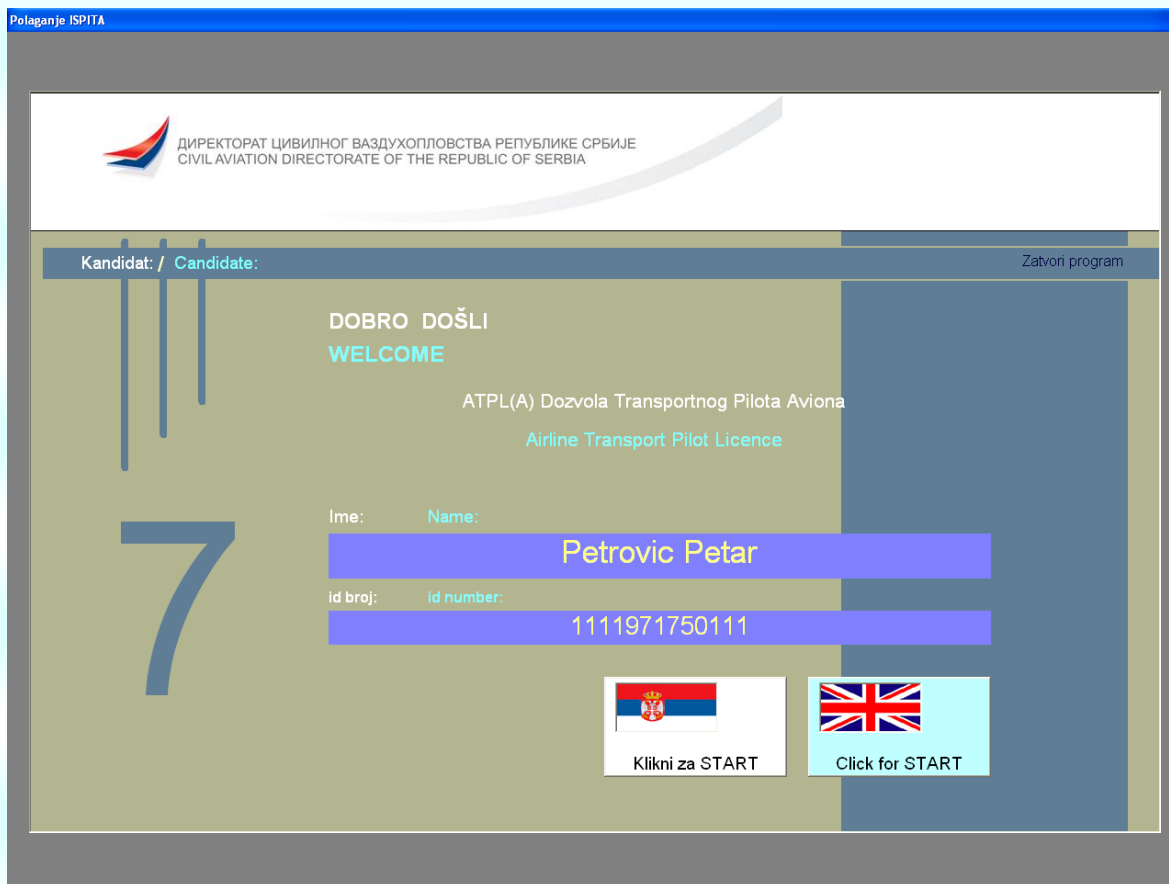 Polaganje ISPITA
ДИРЕКТОРАТ ЦИВИЛНОГ ВАЗДУХОПЛОВСТВА РЕПУБЛИКЕ СРБИЈЕ
CIVIL AVIATION DIRECTORATE OF THE REPUBLIC OF SERBIA
Kandidat: / Candidate: Zatvori program
DOBRO DOŠLI
WELCOME
ATPL(A) Dozvola Transportnog Pilota Aviona
Airline Transport Pilot Licence
Ime: Name:
Petrovic Petar
7
id broj: id number:
1111971750111
Klikni za START Click for START